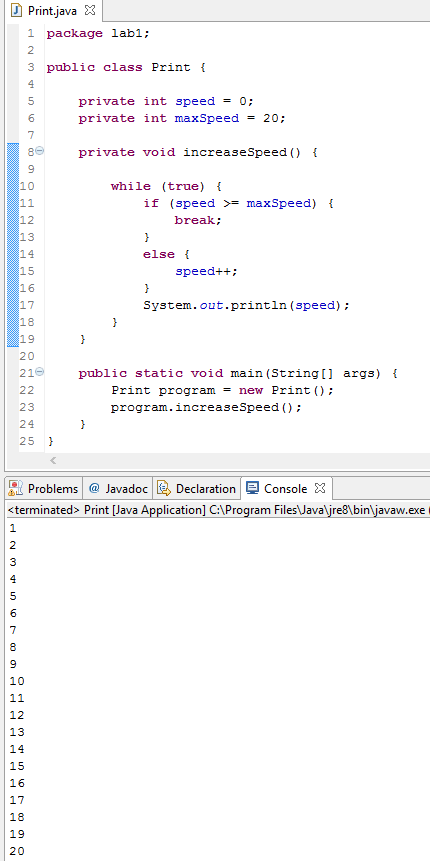 Print.java
1 package lab1;
2
3 public class Print {
4
5     private int speed = 0;
6     private int maxSpeed = 20;
7
8     private void increaseSpeed() {
9
10         while (true) {
11             if (speed >= maxSpeed) {
12                 break;
13             }
14             else {
15                 speed++;
16             }
17             System.out.println(speed);
18         }
19     }
20
21     public static void main(String[] args) {
22         Print program = new Print();
23         program.increaseSpeed();
24     }
25 }
Problems @ Javadoc Declaration Console
<terminated> Print [Java Application] C:\Program Files\Java\jre8\bin\javaw.exe (
1
2
3
4
5
6
7
8
9
10
11
12
13
14
15
16
17
18
19
20